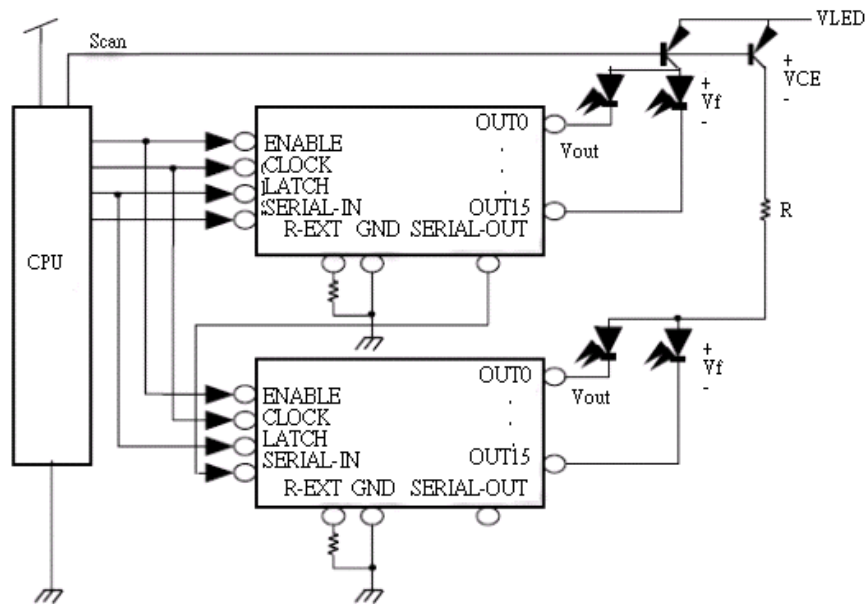 VLED
Scan
+
VCE
-
+
Vf
-
OUT0
ENABLE
Vout
.
CLOCK
.
LATCH
.
SERIAL-IN
OUT15
R
R-EXT GND SERIAL-OUT
CPU
+
Vf
-
OUT0
ENABLE
Vout
.
CLOCK
.
LATCH
.
SERIAL-IN
OUT15
R-EXT GND SERIAL-OUT